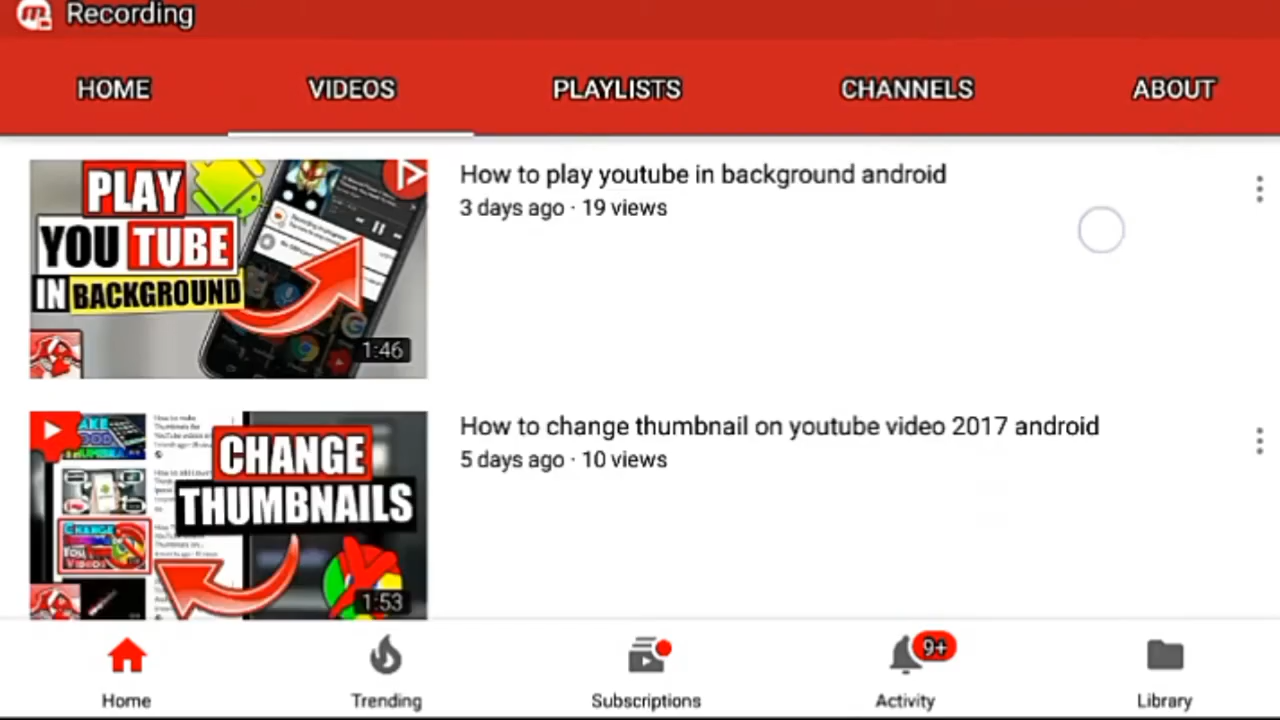 Recording
HOME VIDEOS PLAYLISTS CHANNELS ABOUT
PLAY
YOU TUBE
IN BACKGROUND
1:46
How to play youtube in background android
3 days ago · 19 views
CHANGE
THUMBNAILS
1:53
How to change thumbnail on youtube video 2017 android
5 days ago · 10 views
9+
Home Trending Subscriptions Activity Library